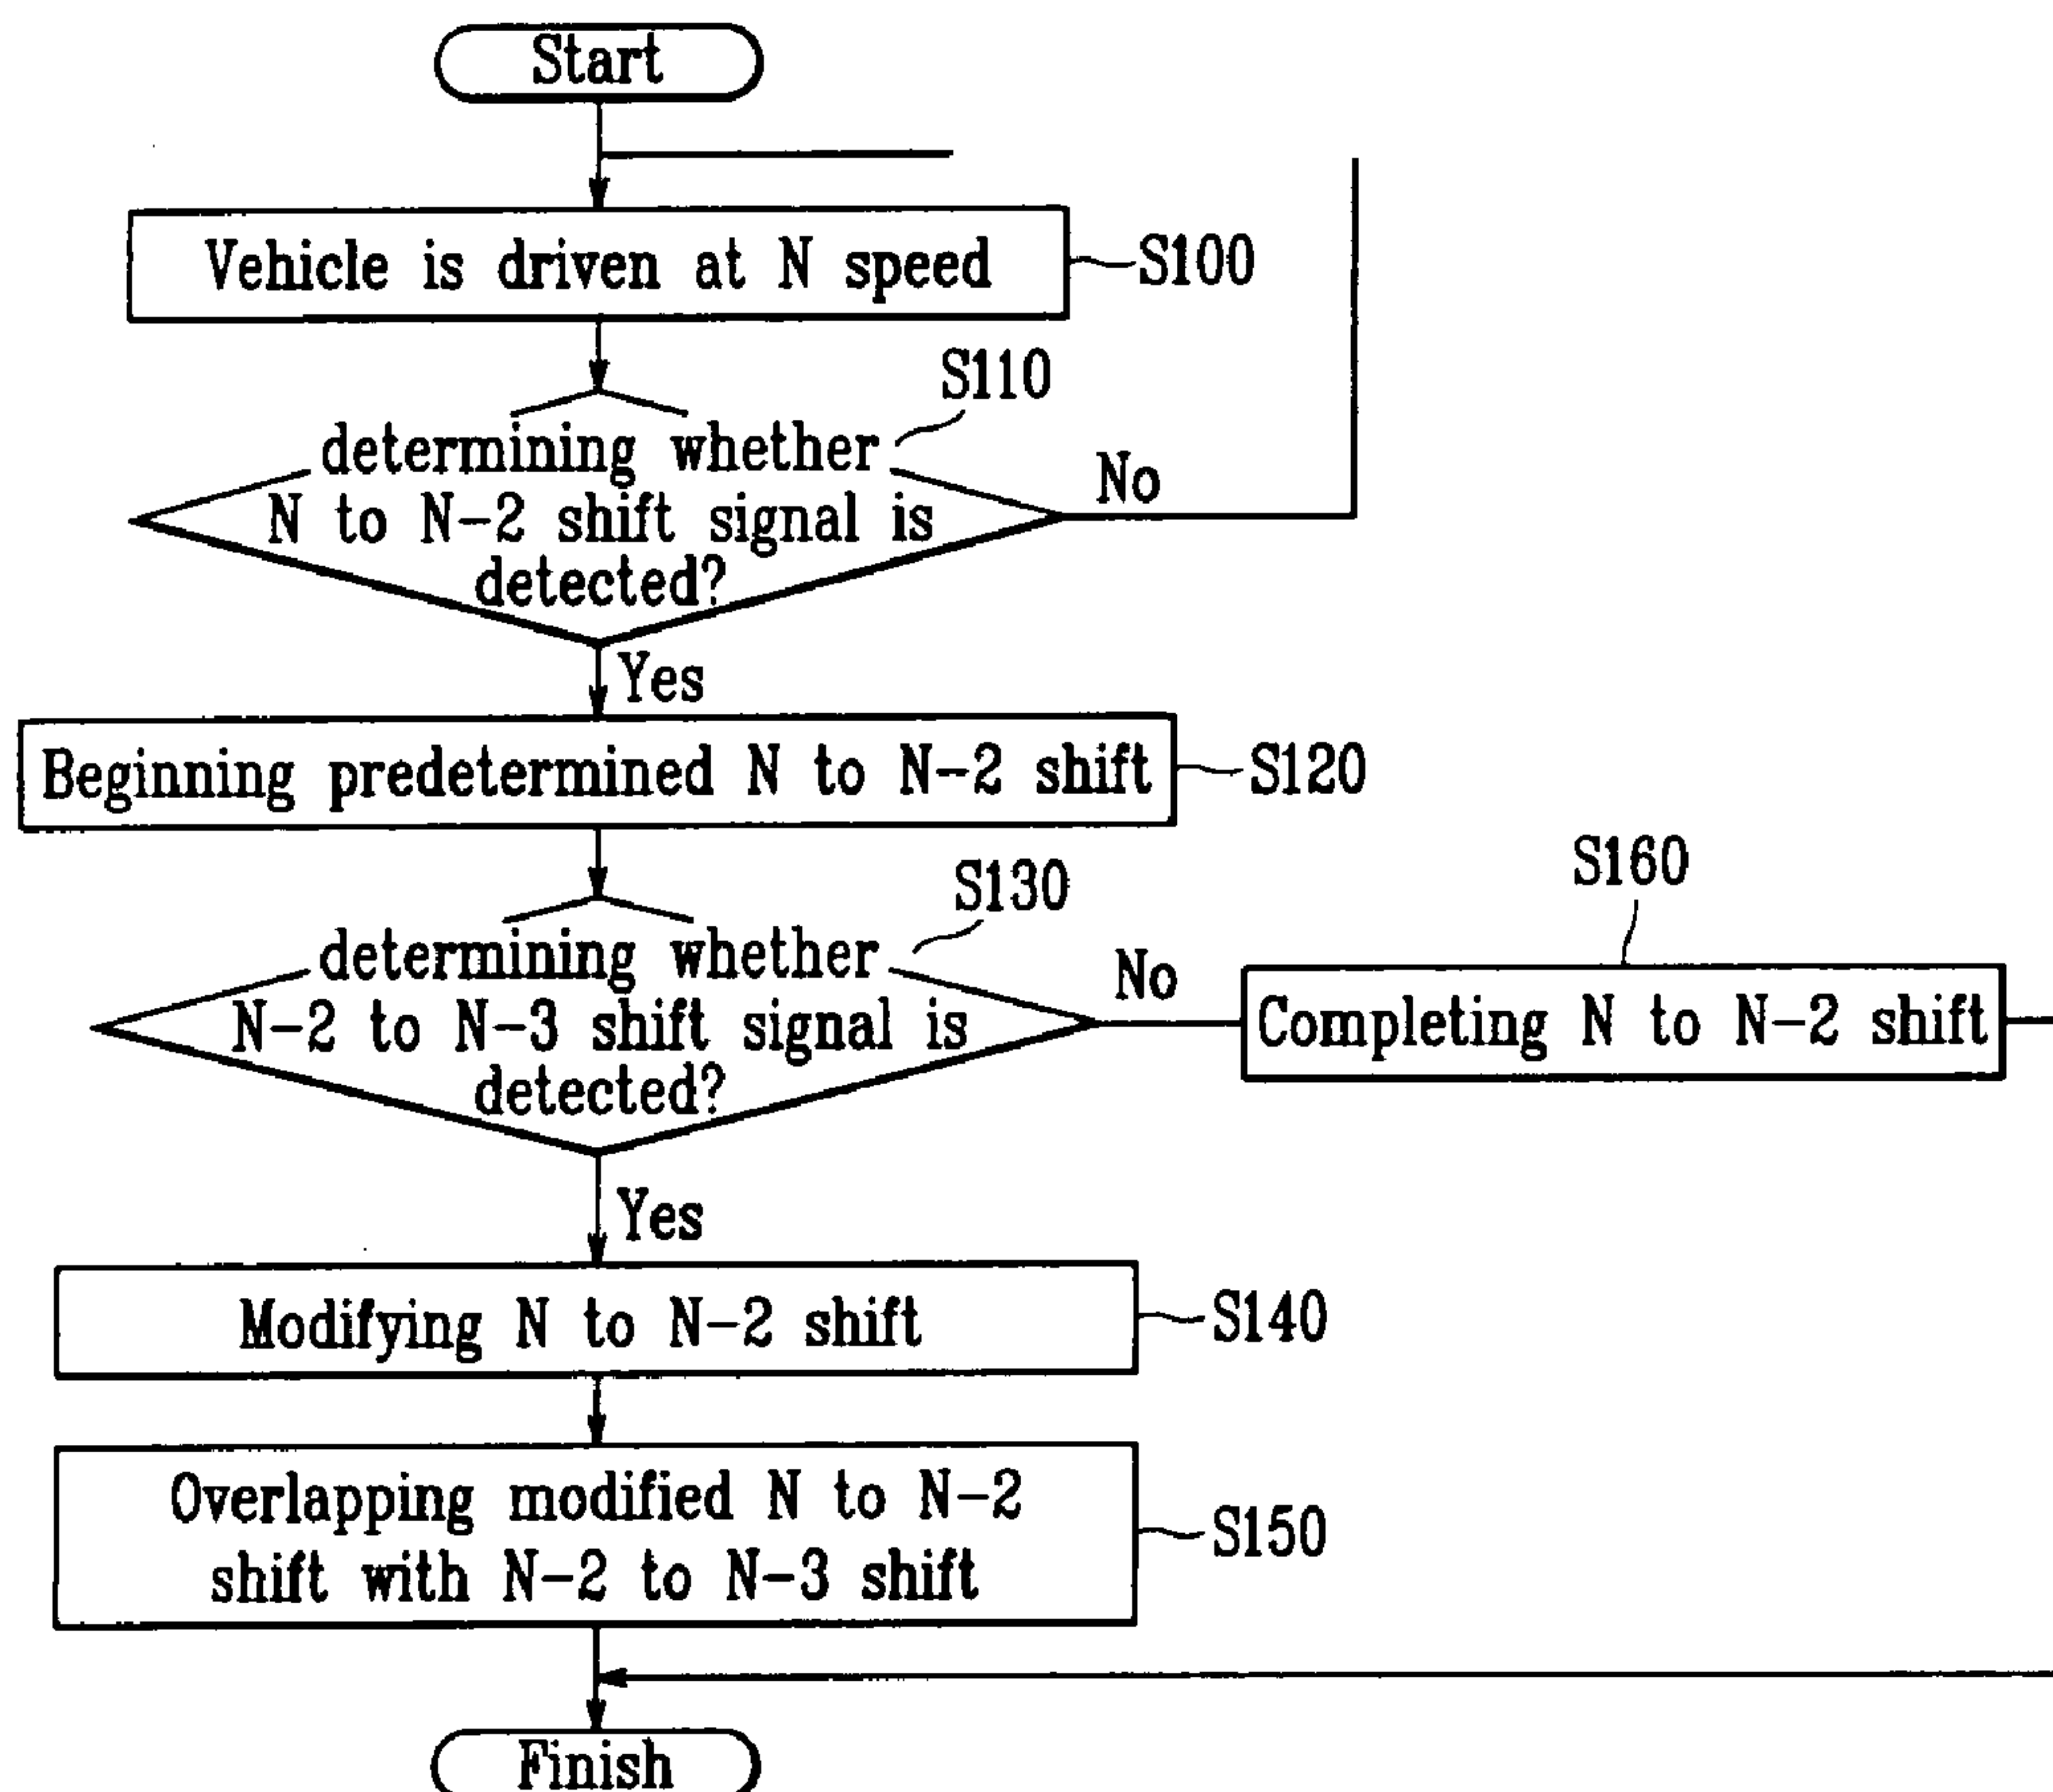 Start
Vehicle is driven at N speed
S100
S110
determining whether
N to N-2 shift signal is
detected?
No
Yes
Beginning predetermined N to N-2 shift
S120
S130
determining whether
N-2 to N-3 shift signal is
detected?
No
S160
Completing N to N-2 shift
Yes
Modifying N to N-2 shift
S140
Overlapping modified N to N-2
shift with N-2 to N-3 shift
S150
Finish